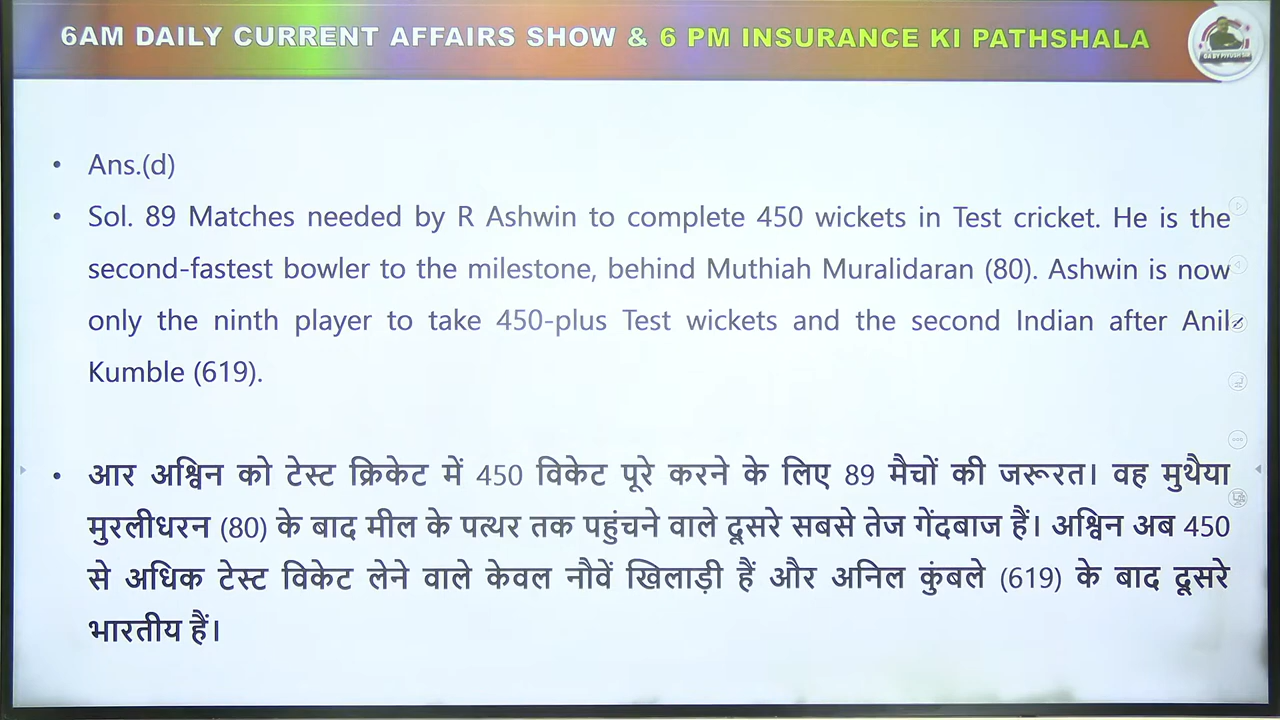 6AM DAILY CURRENT AFFAIRS SHOW & 6 PM INSURANCE KI PATHSHALA
• Ans.(d)
• Sol. 89 Matches needed by R Ashwin to complete 450 wickets in Test cricket. He is the
second-fastest bowler to the milestone, behind Muthiah Muralidaran (80). Ashwin is now
only the ninth player to take 450-plus Test wickets and the second Indian after Anil
Kumble (619).
• आर अश्विन को टेस्ट क्रिकेट में 450 विकेट पूरे करने के लिए 89 मैचों की जरूरत। वह मुथैया
मुरलीधरन (80) के बाद मील के पत्थर तक पहुंचने वाले दूसरे सबसे तेज गेंदबाज हैं। अश्विन अब 450
से अधिक टेस्ट विकेट लेने वाले केवल नौवें खिलाड़ी हैं और अनिल कुंबले (619) के बाद दूसरे
भारतीय हैं।